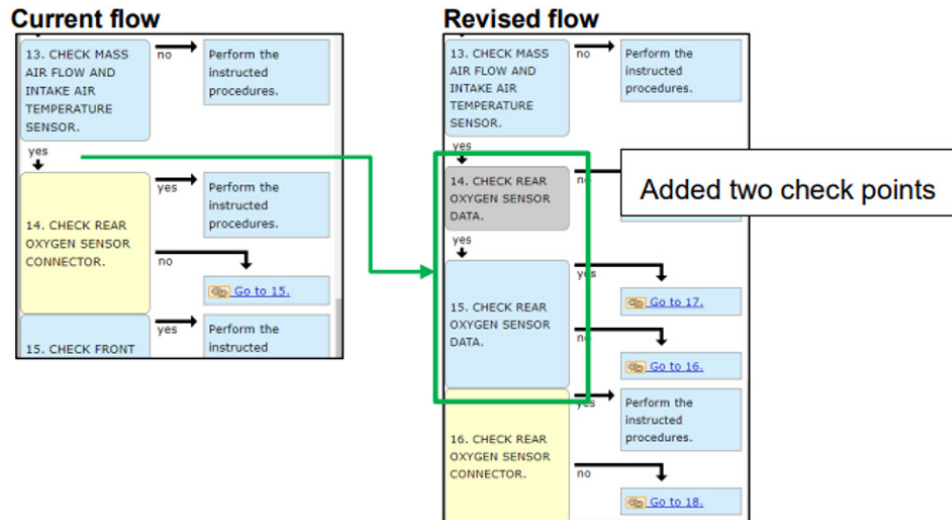 Current flow
13. CHECK MASS
AIR FLOW AND
INTAKE AIR
TEMPERATURE
SENSOR.
no
Perform the
instructed
procedures.
yes
14. CHECK REAR
OXYGEN SENSOR
CONNECTOR.
yes
Perform the
instructed
procedures.
no
Go to 15.
15. CHECK FRONT
yes
Perform the
instructed
Revised flow
13. CHECK MASS
AIR FLOW AND
INTAKE AIR
TEMPERATURE
SENSOR.
no
Perform the
instructed
procedures.
yes
14. CHECK REAR
OXYGEN SENSOR
DATA.
no
Added two check points
yes
15. CHECK REAR
OXYGEN SENSOR
DATA.
yes
Go to 17.
no
Go to 16.
16. CHECK REAR
OXYGEN SENSOR
CONNECTOR.
yes
Perform the
instructed
procedures.
no
Go to 18.